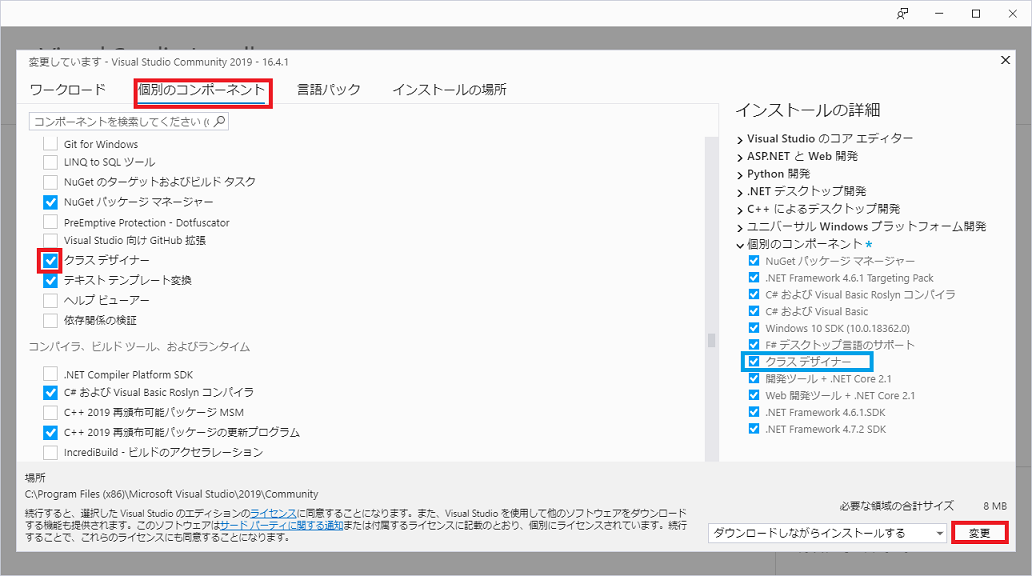 変更しています - Visual Studio Community 2019 - 16.4.1
ワークロード 個別のコンポーネント 言語パック インストールの場所
コンポーネントを検索してください (c
Git for Windows
LINQ to SQL ツール
NuGet のターゲットおよびビルド タスク
NuGet パッケージ マネージャー
PreEmptive Protection - Dotfuscator
Visual Studio 向け GitHub 拡張
クラス デザイナー
テキスト テンプレート変換
ヘルプ ビューアー
依存関係の検証
コンパイラ、ビルド ツール、およびランタイム
.NET Compiler Platform SDK
C# および Visual Basic Roslyn コンパイラ
C++ 2019 再頒布可能パッケージ MSM
C++ 2019 再頒布可能パッケージの更新プログラム
IncrediBuild - ビルドのアクセラレーション
インストールの詳細
Visual Studio のコア エディター
ASP.NET と Web 開発
Python 開発
.NET デスクトップ開発
C++ によるデスクトップ開発
ユニバーサル Windows プラットフォーム開発
個別のコンポーネント *
NuGet パッケージ マネージャー
.NET Framework 4.6.1 Targeting Pack
C# および Visual Basic Roslyn コンパイラ
C# および Visual Basic
Windows 10 SDK (10.0.18362.0)
F# デスクトップ言語のサポート
クラス デザイナー
開発ツール + .NET Core 2.1
Web 開発ツール + .NET Core 2.1
.NET Framework 4.6.1.SDK
.NET Framework 4.7.2 SDK
場所
C:\Program Files (x86)\Microsoft Visual Studio\2019\Community
続行すると、選択した Visual Studio のエディションのライセンスに同意することになります。また、Visual Studio を使用して他のソフトウェアをダウンロード
する機能も提供されます。このソフトウェアはサード パーティに関する通知または付属するライセンスに記載のとおり、個別にライセンスされています。続行
することで、これらのライセンスにも同意することになります。
必要な領域の合計サイズ 8 MB
ダウンロードしながらインストールする 変更